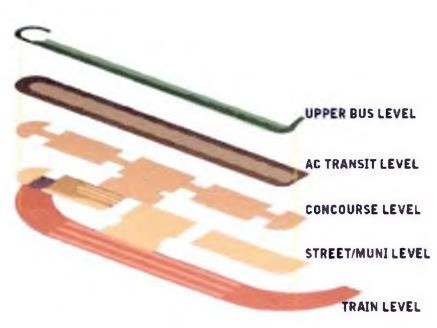 UPPER BUS LEVEL
AC TRANSIT LEVEL
CONCOURSE LEVEL
STREET/MUNI LEVEL
TRAIN LEVEL